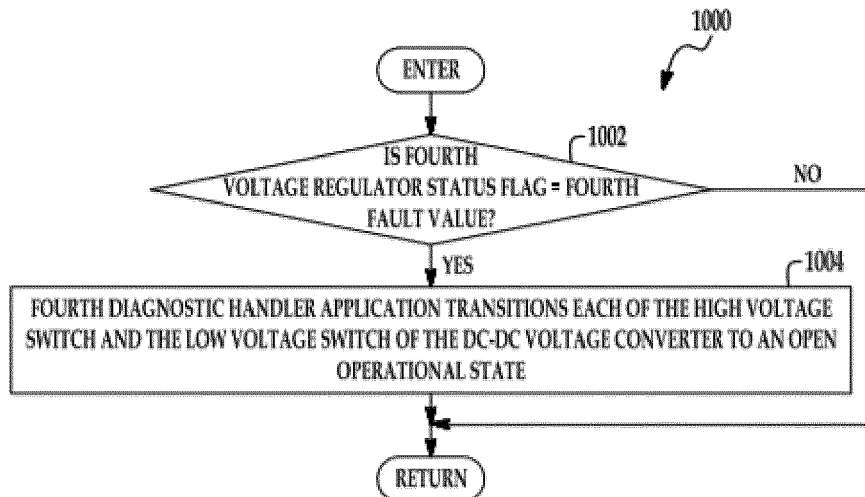 1000
ENTER
1002
IS FOURTH
VOLTAGE REGULATOR STATUS FLAG = FOURTH
FAULT VALUE?
NO
YES
1004
FOURTH DIAGNOSTIC HANDLER APPLICATION TRANSITIONS EACH OF THE HIGH VOLTAGE
SWITCH AND THE LOW VOLTAGE SWITCH OF THE DC-DC VOLTAGE CONVERTER TO AN OPEN
OPERATIONAL STATE
RETURN